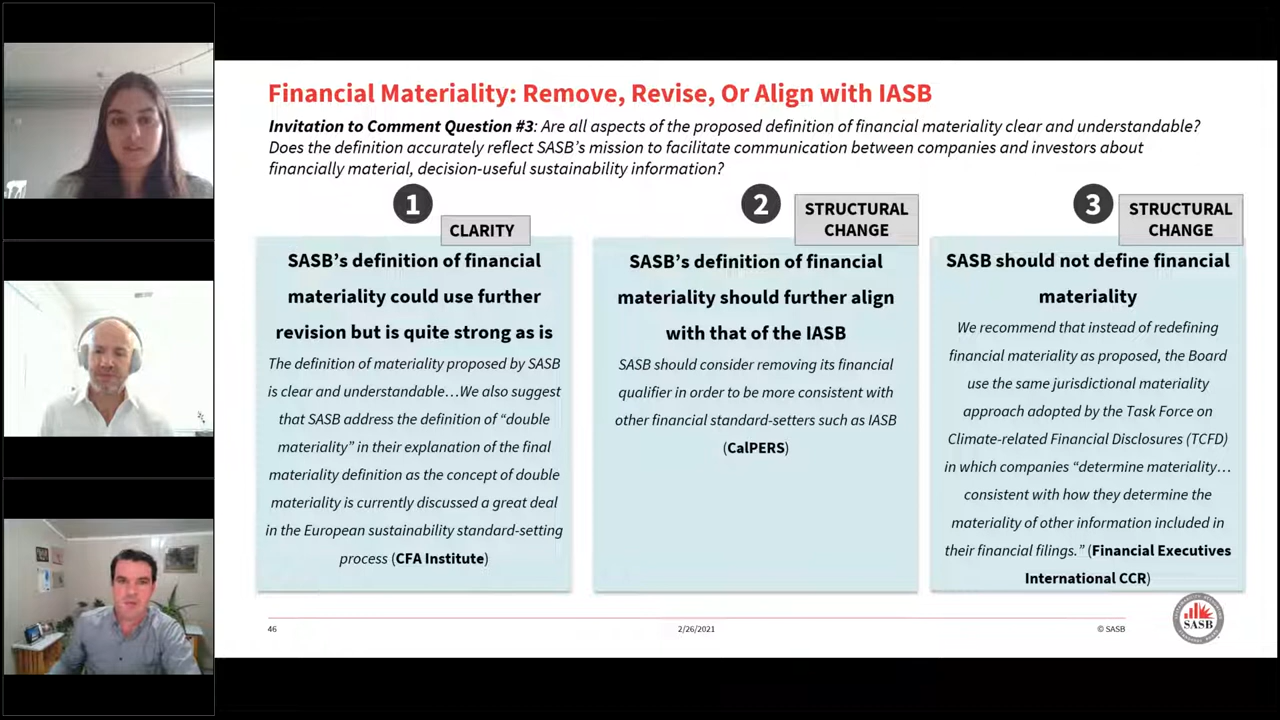 Financial Materiality: Remove, Revise, Or Align with IASB
Invitation to Comment Question #3: Are all aspects of the proposed definition of financial materiality clear and understandable?
Does the definition accurately reflect SASB's mission to facilitate communication between companies and investors about
financially material, decision-useful sustainability information?
1
CLARITY
SASB's definition of financial
materiality could use further
revision but is quite strong as is
The definition of materiality proposed by SASB
is clear and understandable…We also suggest
that SASB address the definition of “double
materiality” in their explanation of the final
materiality definition as the concept of double
materiality is currently discussed a great deal
in the European sustainability standard-setting
process (CFA Institute)
2
STRUCTURAL
CHANGE
SASB's definition of financial
materiality should further align
with that of the IASB
SASB should consider removing its financial
qualifier in order to be more consistent with
other financial standard-setters such as IASB
(CalPERS)
3
STRUCTURAL
CHANGE
SASB should not define financial
materiality
We recommend that instead of redefining
financial materiality as proposed, the Board
use the same jurisdictional materiality
approach adopted by the Task Force on
Climate-related Financial Disclosures (TCFD)
in which companies “determine materiality…
consistent with how they determine the
materiality of other information included in
their financial filings.” (Financial Executives
International CCR)
46
2/26/2021
© SASB
SASB